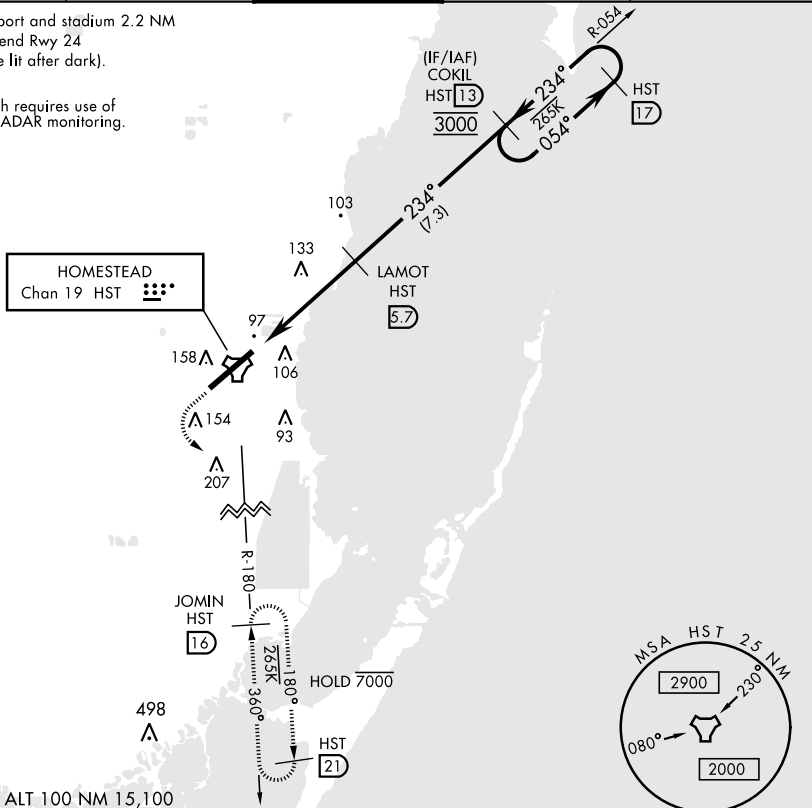 port and stadium 2.2 NM
end Rwy 24
e lit after dark).
h requires use of
ADAR monitoring.
R-054
(IF/IAF)
COKIL
HST 13
3000
234°
265K
054°
HST
17
234°
(7.3)
103
133
LAMOT
HST
5.7
HOMESTEAD
Chan 19 HST
97
158
106
154
93
207
R-180
JOMIN
HST
16
265K
180°
360°
HOLD 7000
498
HST
21
MSA HST 25 NM
2900
230°
080°
2000
ALT 100 NM 15,100